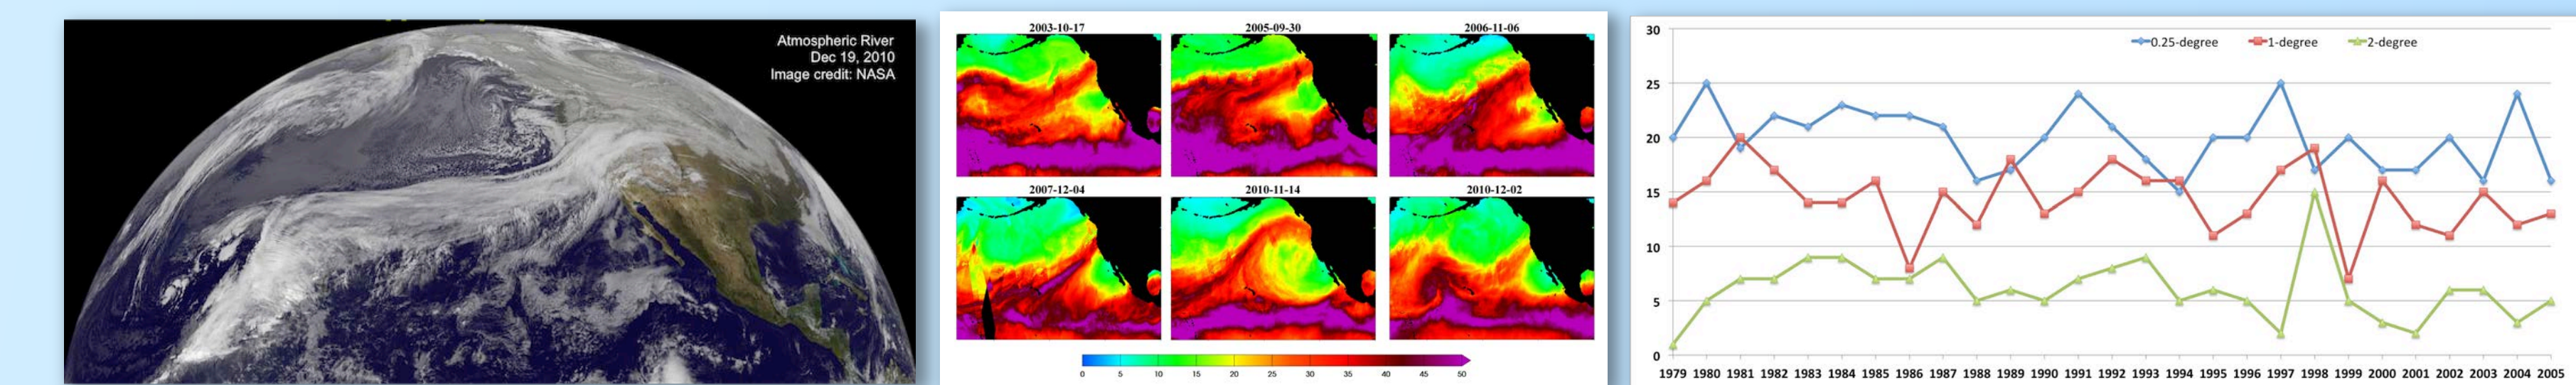 Atmospheric River
Dec 19, 2010
Image credit: NASA
2003-10-17 2005-09-30 2006-11-06
2007-12-04 2010-11-14 2010-12-02
0 5 10 15 20 25 30 35 40 45 50
0.25-degree 1-degree 2-degree
30
25
20
15
10
5
0
1979 1980 1981 1982 1983 1984 1985 1986 1987 1988 1989 1990 1991 1992 1993 1994 1995 1996 1997 1998 1999 2000 2001 2002 2003 2004 2005